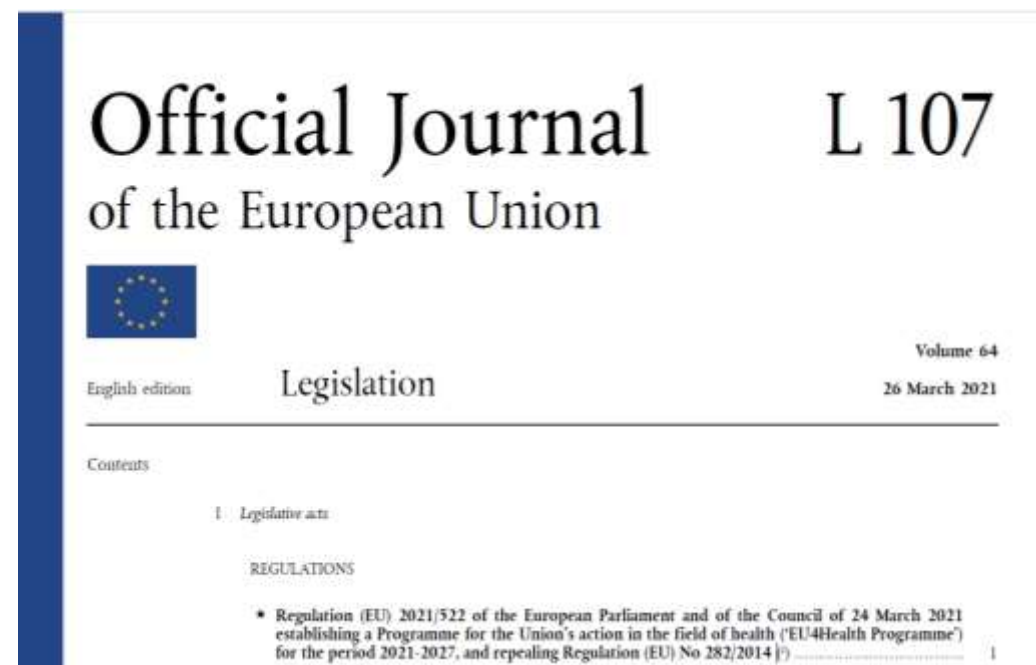 Official Journal L 107
of the European Union
Volume 64
English edition Legislation 26 March 2021
Contents
I Legislative acts
REGULATIONS
★ Regulation (EU) 2021/522 of the European Parliament and of the Council of 24 March 2021
establishing a Programme for the Union’s action in the field of health (‘EU4Health Programme’)
for the period 2021-2027, and repealing Regulation (EU) No 282/2014 (¹) ........................................ 1